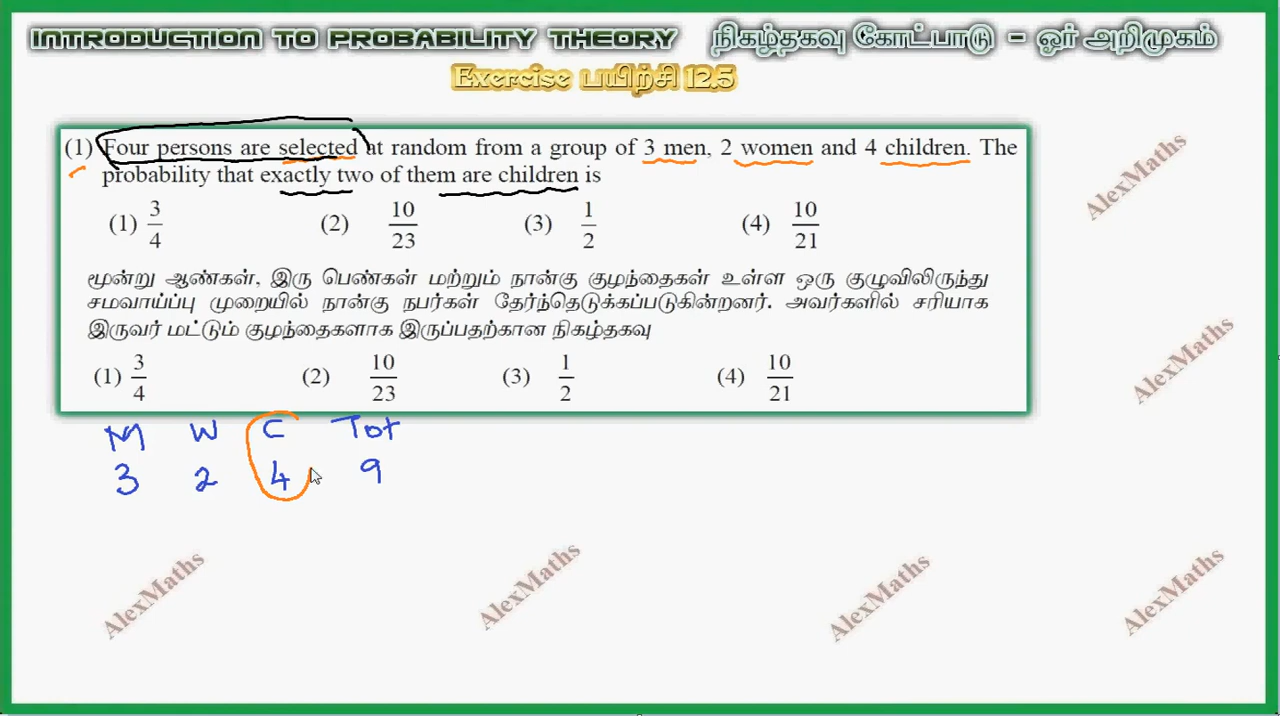 INTRODUCTION TO PROBABILITY THEORY நிகழ்தகவு கோட்பாடு - ஓர் அறிமுகம்
Exercise பயிற்சி 12.5
(1) Four persons are selected at random from a group of 3 men, 2 women and 4 children. The
probability that exactly two of them are children is
(1) 3/4 (2) 10/23 (3) 1/2 (4) 10/21
மூன்று ஆண்கள், இரு பெண்கள் மற்றும் நான்கு குழந்தைகள் உள்ள ஒரு குழுவிலிருந்து
சமவாய்ப்பு முறையில் நான்கு நபர்கள் தேர்ந்தெடுக்கப்படுகின்றனர். அவர்களில் சரியாக
இருவர் மட்டும் குழந்தைகளாக இருப்பதற்கான நிகழ்தகவு
(1) 3/4 (2) 10/23 (3) 1/2 (4) 10/21
M W C Tot
3 2 4 9
AlexMaths
AlexMaths
AlexMaths
AlexMaths
AlexMaths
AlexMaths